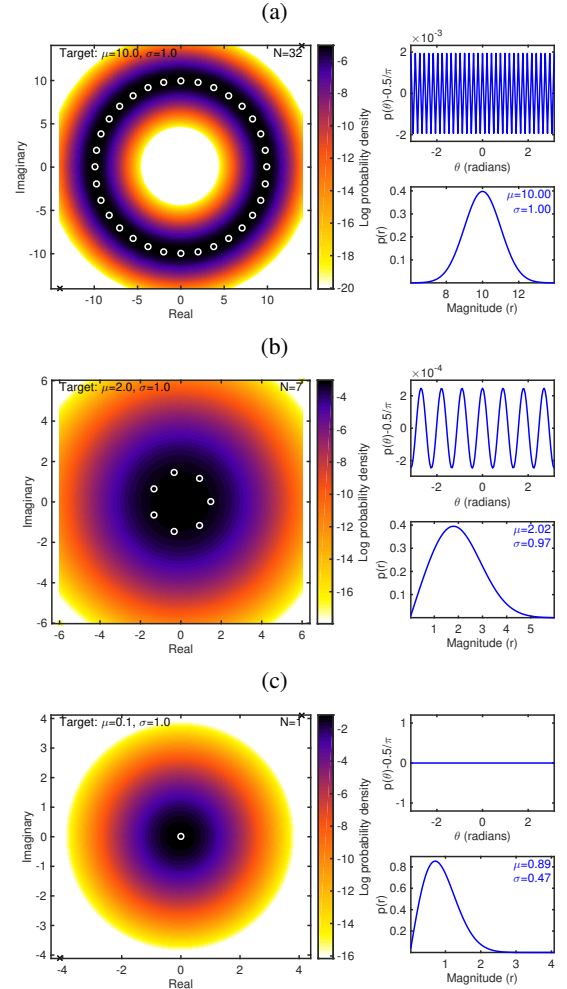 (a)
Target: μ=10.0, σ=1.0 N=32
10
5
0
-5
-10
Imaginary
-10 -5 0 5 10
Real
-6
-8
-10
-12
-14
-16
-18
-20
Log probability density
×10⁻³
2
0
-2
p(θ)-0.5/π
-2 0 2
θ (radians)
0.4
0.3
0.2
0.1
p(r)
μ=10.00
σ=1.00
8 10 12
Magnitude (r)
(b)
Target: μ=2.0, σ=1.0 N=7
6
4
2
0
-2
-4
-6
Imaginary
-6 -4 -2 0 2 4 6
Real
-4
-6
-8
-10
-12
-14
-16
Log probability density
×10⁻⁴
2
0
-2
p(θ)-0.5/π
-2 0 2
θ (radians)
0.4
0.3
0.2
0.1
p(r)
μ=2.02
σ=0.97
1 2 3 4 5
Magnitude (r)
(c)
Target: μ=0.1, σ=1.0 N=1
4
3
2
1
0
-1
-2
-3
-4
Imaginary
-4 -2 0 2 4
Real
-2
-4
-6
-8
-10
-12
-14
-16
Log probability density
1
0
-1
p(θ)-0.5/π
-2 0 2
θ (radians)
0.8
0.6
0.4
0.2
p(r)
μ=0.89
σ=0.47
0 1 2 3 4
Magnitude (r)